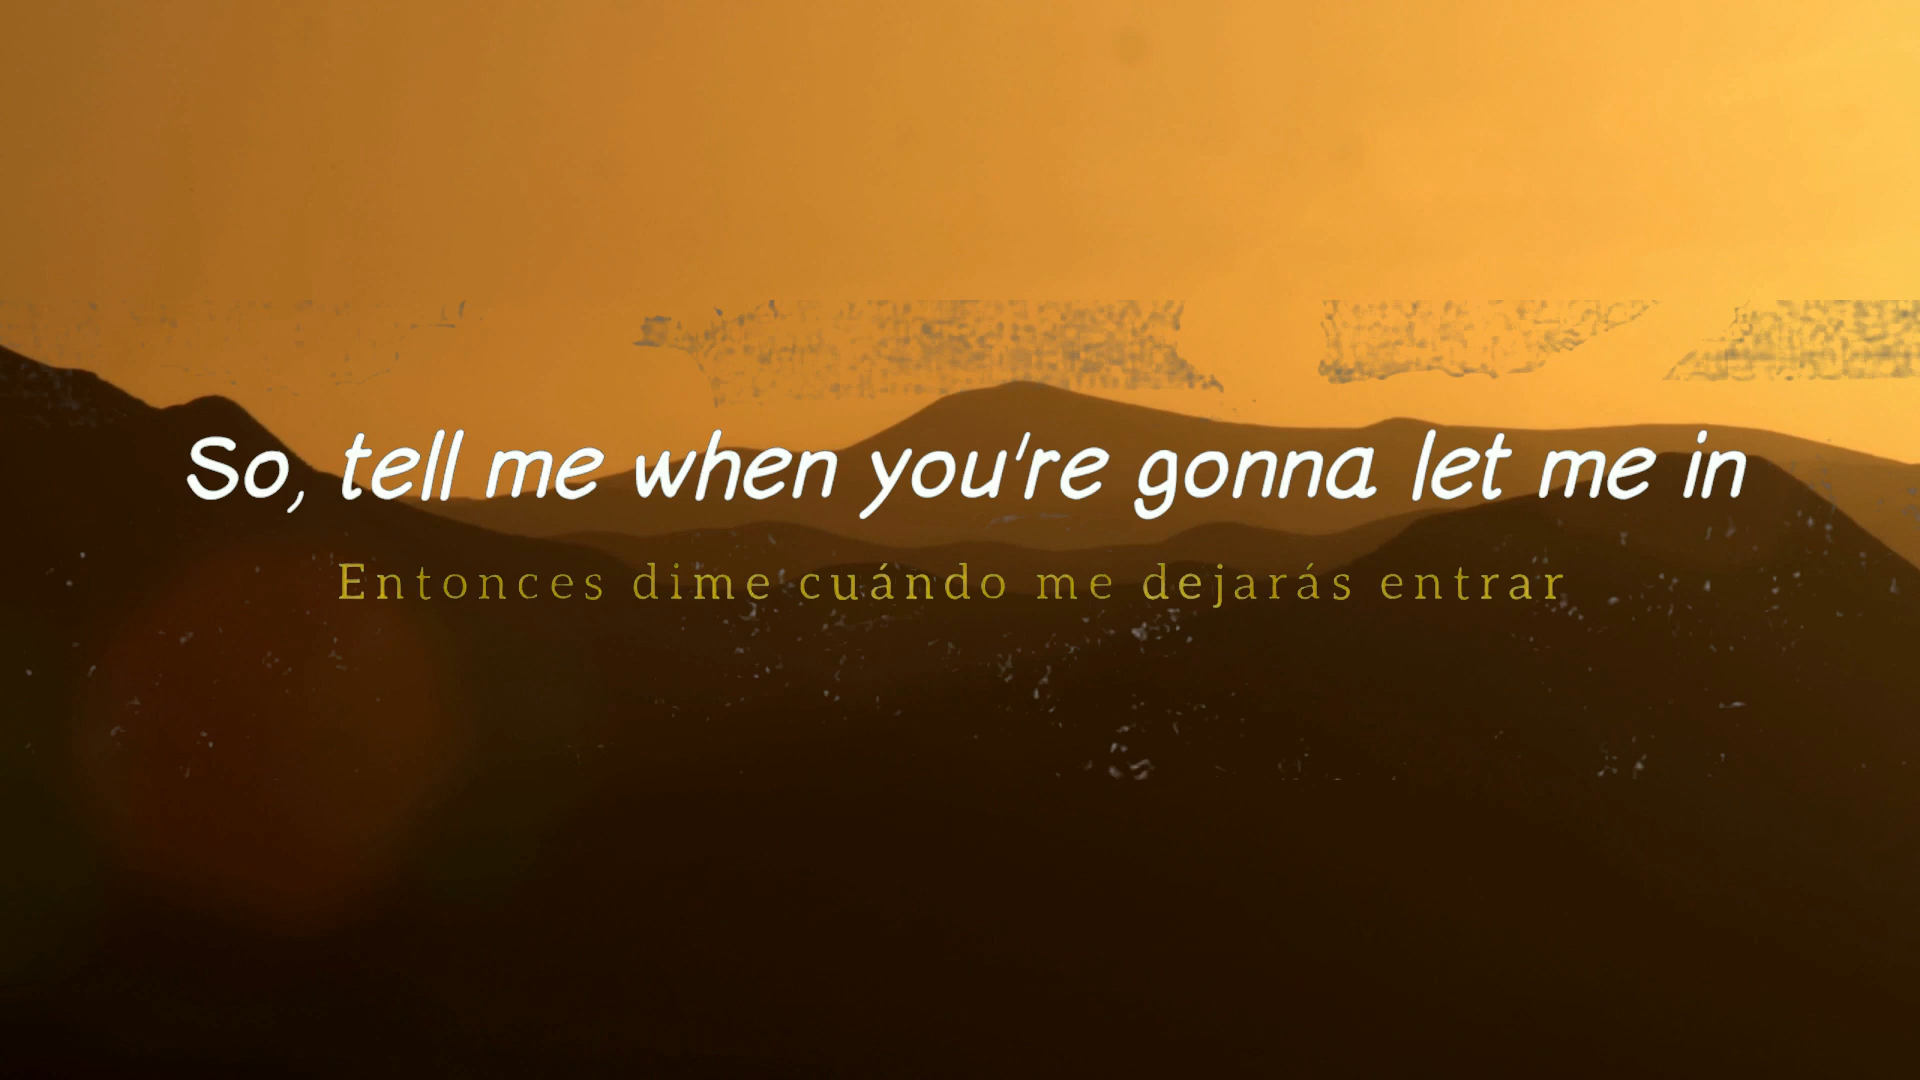 So, tell me when you're gonna let me in
Entonces dime cuándo me dejarás entrar